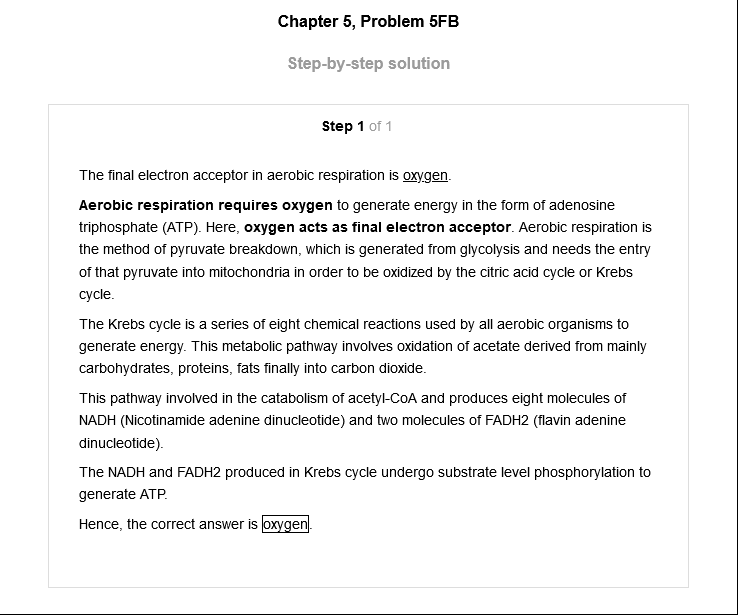 Chapter 5, Problem 5FB
Step-by-step solution
Step 1 of 1
The final electron acceptor in aerobic respiration is oxygen.
Aerobic respiration requires oxygen to generate energy in the form of adenosine
triphosphate (ATP). Here, oxygen acts as final electron acceptor. Aerobic respiration is
the method of pyruvate breakdown, which is generated from glycolysis and needs the entry
of that pyruvate into mitochondria in order to be oxidized by the citric acid cycle or Krebs
cycle.
The Krebs cycle is a series of eight chemical reactions used by all aerobic organisms to
generate energy. This metabolic pathway involves oxidation of acetate derived from mainly
carbohydrates, proteins, fats finally into carbon dioxide.
This pathway involved in the catabolism of acetyl-CoA and produces eight molecules of
NADH (Nicotinamide adenine dinucleotide) and two molecules of FADH2 (flavin adenine
dinucleotide).
The NADH and FADH2 produced in Krebs cycle undergo substrate level phosphorylation to
generate ATP.
Hence, the correct answer is oxygen.